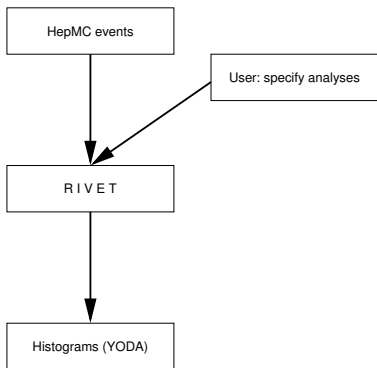 HepMC events
User: specify analyses
R I V E T
Histograms (YODA)